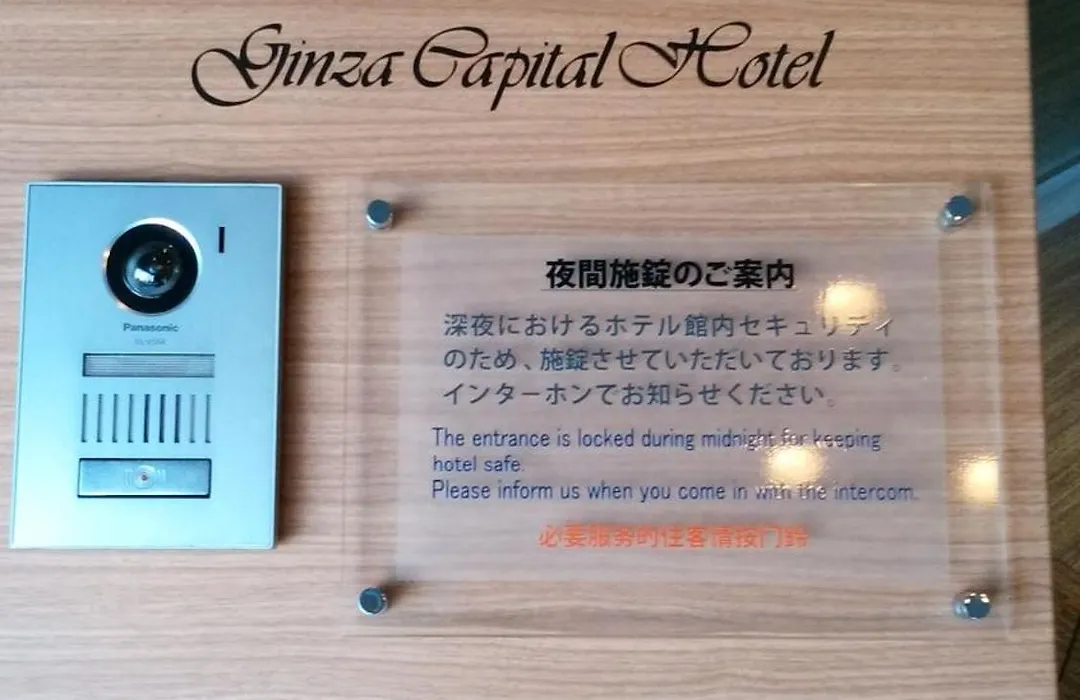 Ginza Capital Hotel
Panasonic
夜間施錠のご案内
深夜におけるホテル館内セキュリティ
のため、施錠させていただいております。
インターホンでお知らせください。
The entrance is locked during midnight for keeping
hotel safe.
Please inform us when you come in with the intercom.
必要服务的住客情按门鈴